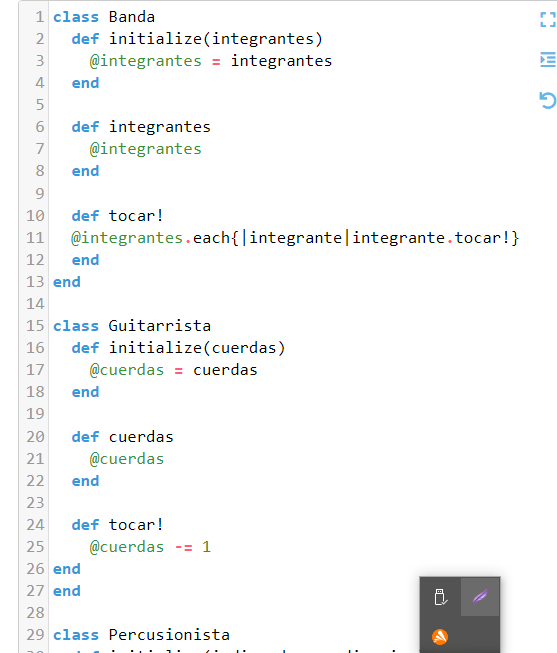 1 class Banda
2   def initialize(integrantes)
3     @integrantes = integrantes
4   end
5
6   def integrantes
7     @integrantes
8   end
9
10   def tocar!
11   @integrantes.each{|integrante|integrante.tocar!}
12   end
13 end
14
15 class Guitarrista
16   def initialize(cuerdas)
17     @cuerdas = cuerdas
18   end
19
20   def cuerdas
21     @cuerdas
22   end
23
24   def tocar!
25     @cuerdas -= 1
26 end
27 end
28
29 class Percusionista